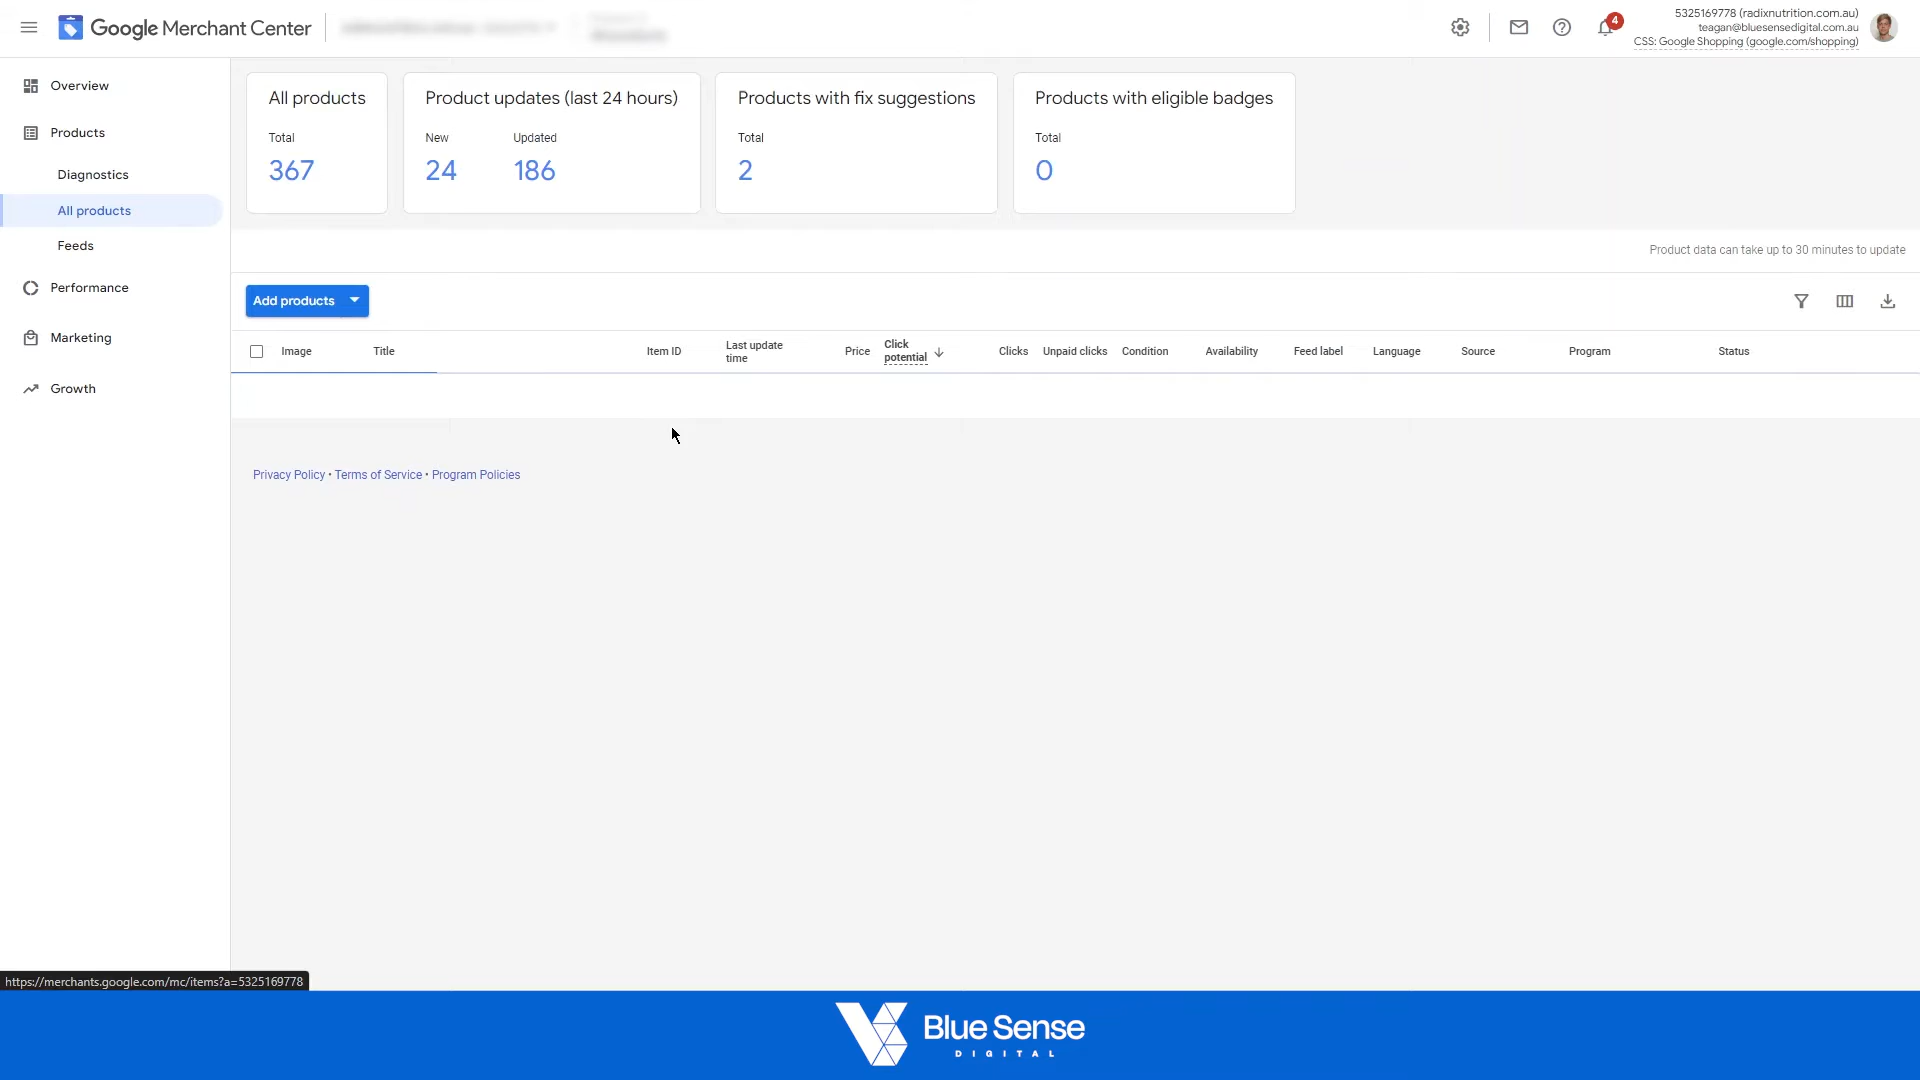 Google Merchant Center
4
5325169778 (radixnutrition.com.au)
teagan@bluesensedigital.com.au
CSS: Google Shopping (google.com/shopping)
Overview
Products
Diagnostics
All products
Feeds
Performance
Marketing
Growth
All products
Total
367
Product updates (last 24 hours)
New Updated
24 186
Products with fix suggestions
Total
2
Products with eligible badges
Total
0
Product data can take up to 30 minutes to update
Add products
Image Title Item ID Last update time Price Click potential Clicks Unpaid clicks Condition Availability Feed label Language Source Program Status
Privacy Policy • Terms of Service • Program Policies
https://merchants.google.com/mc/items?a=5325169778
Blue Sense
DIGITAL